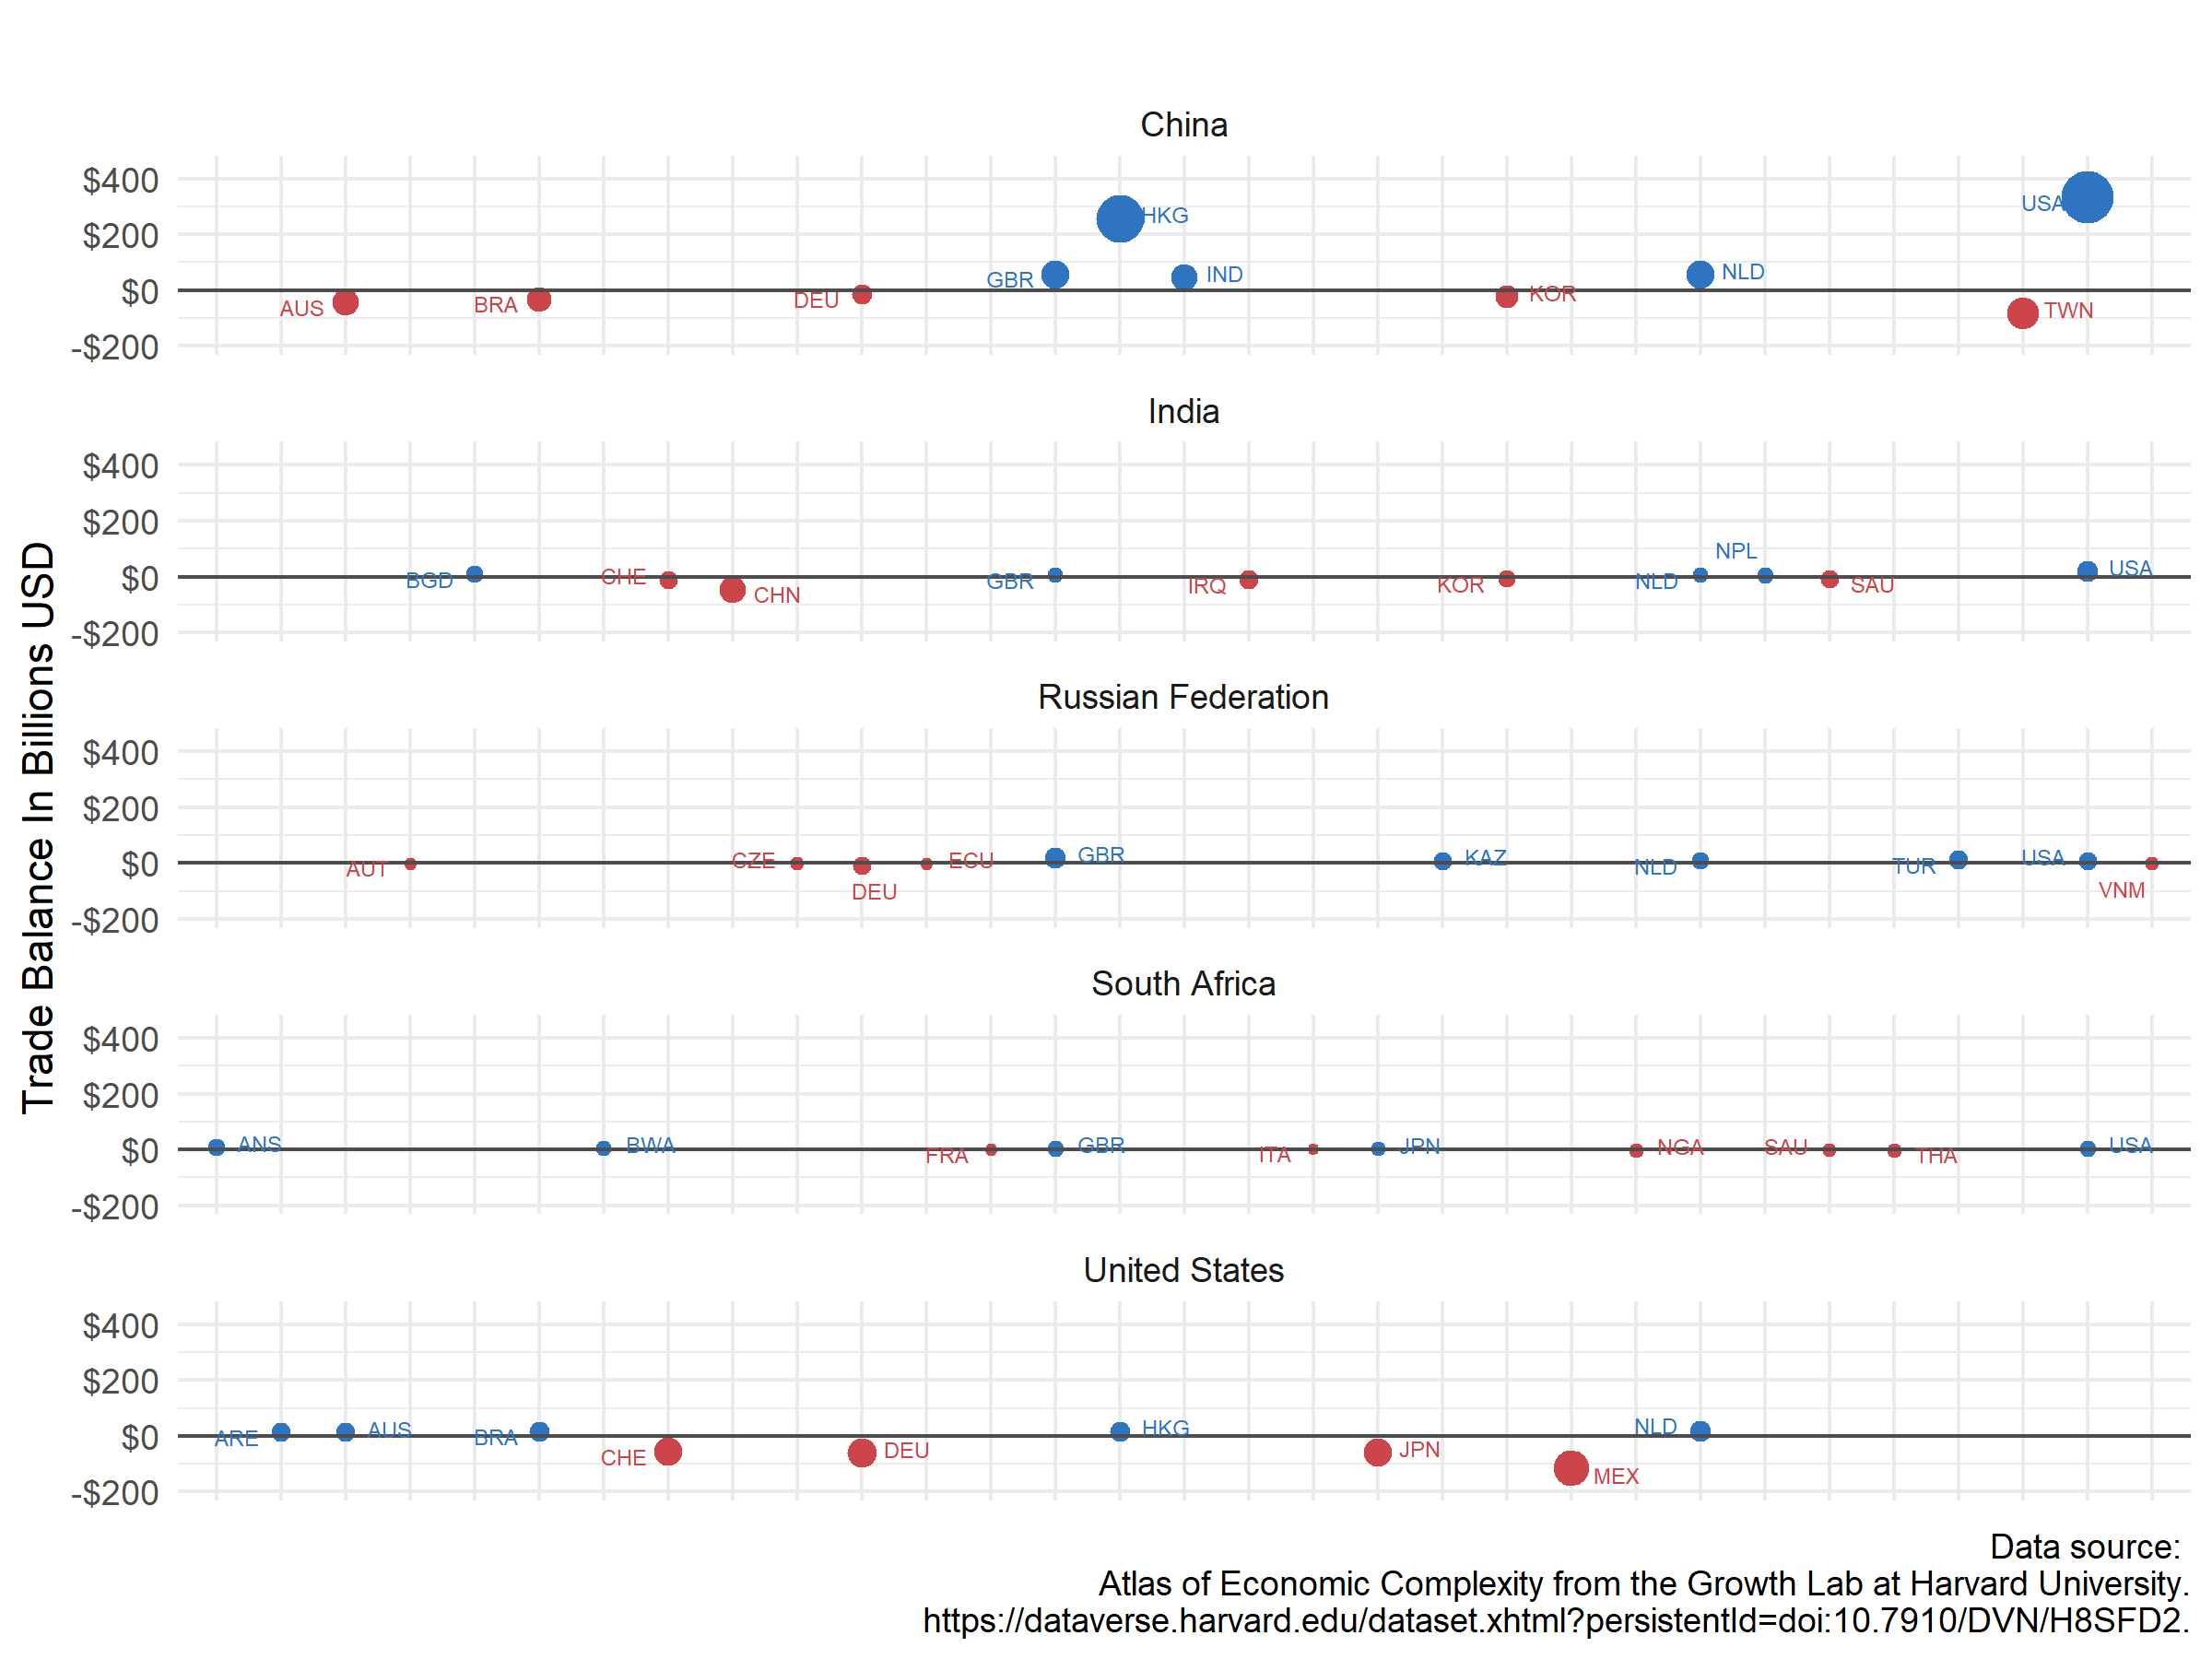 Trade Balance In Billions USD
China
$400
$200
$0
-$200
AUS
BRA
DEU
GBR
HKG
IND
KOR
NLD
TWN
USA
India
$400
$200
$0
-$200
BGD
CHE
CHN
GBR
IRQ
KOR
NLD
NPL
SAU
USA
Russian Federation
$400
$200
$0
-$200
AUT
CZE
DEU
ECU
GBR
KAZ
NLD
TUR
USA
VNM
South Africa
$400
$200
$0
-$200
ANS
BWA
FRA
GBR
ITA
JPN
NGA
SAU
THA
USA
United States
$400
$200
$0
-$200
ARE
AUS
BRA
CHE
DEU
HKG
JPN
MEX
NLD
Data source:
Atlas of Economic Complexity from the Growth Lab at Harvard University.
https://dataverse.harvard.edu/dataset.xhtml?persistentId=doi:10.7910/DVN/H8SFD2.